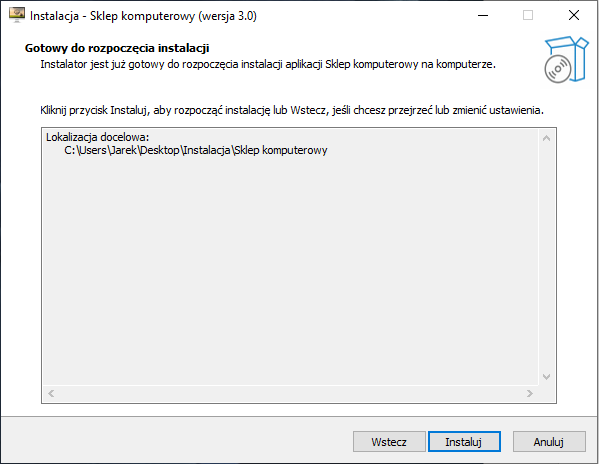 Instalacja - Sklep komputerowy (wersja 3.0)
Gotowy do rozpoczęcia instalacji
Instalator jest już gotowy do rozpoczęcia instalacji aplikacji Sklep komputerowy na komputerze.
Kliknij przycisk Instaluj, aby rozpocząć instalację lub Wstecz, jeśli chcesz przejrzeć lub zmienić ustawienia.
Lokalizacja docelowa:
C:\Users\Jarek\Desktop\Instalacja\Sklep komputerowy
Wstecz
Instaluj
Anuluj